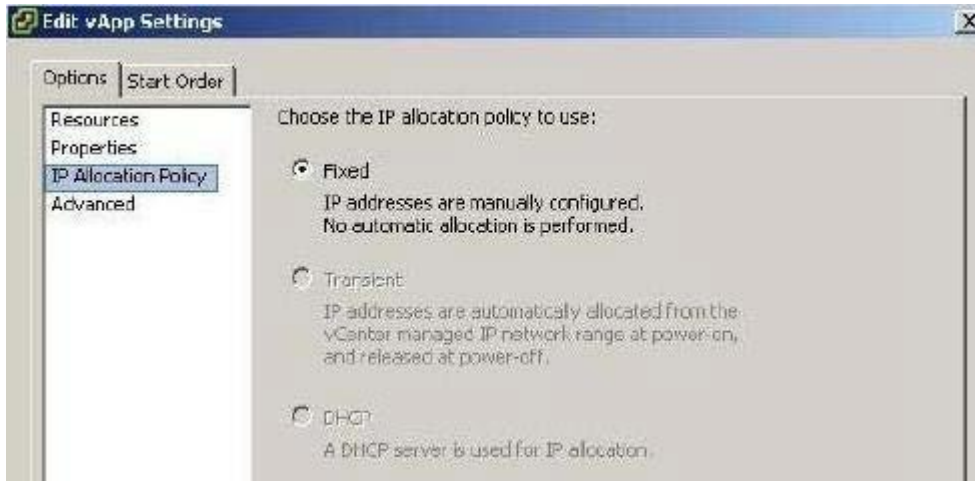 Edit vApp Settings
X
Options
Start Order
Resources
Properties
IP Allocation Policy
Advanced
Choose the IP allocation policy to use:
Fixed
IP addresses are manually configured.
No automatic allocation is performed.
Transient
IP addresses are automatically allocated from the
vCenter managed IP network range at power-on,
and released at power-off.
DHCP
A DHCP server is used for IP allocation.